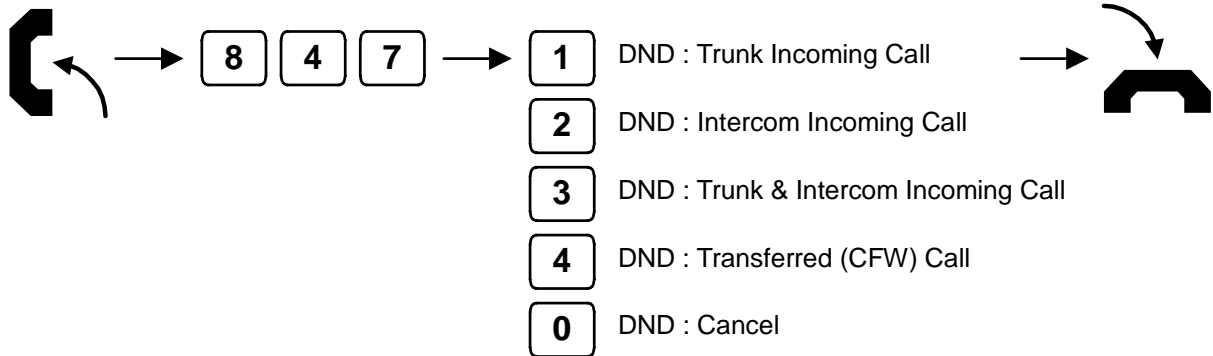 8 4 7 1 DND : Trunk Incoming Call
2 DND : Intercom Incoming Call
3 DND : Trunk & Intercom Incoming Call
4 DND : Transferred (CFW) Call
0 DND : Cancel